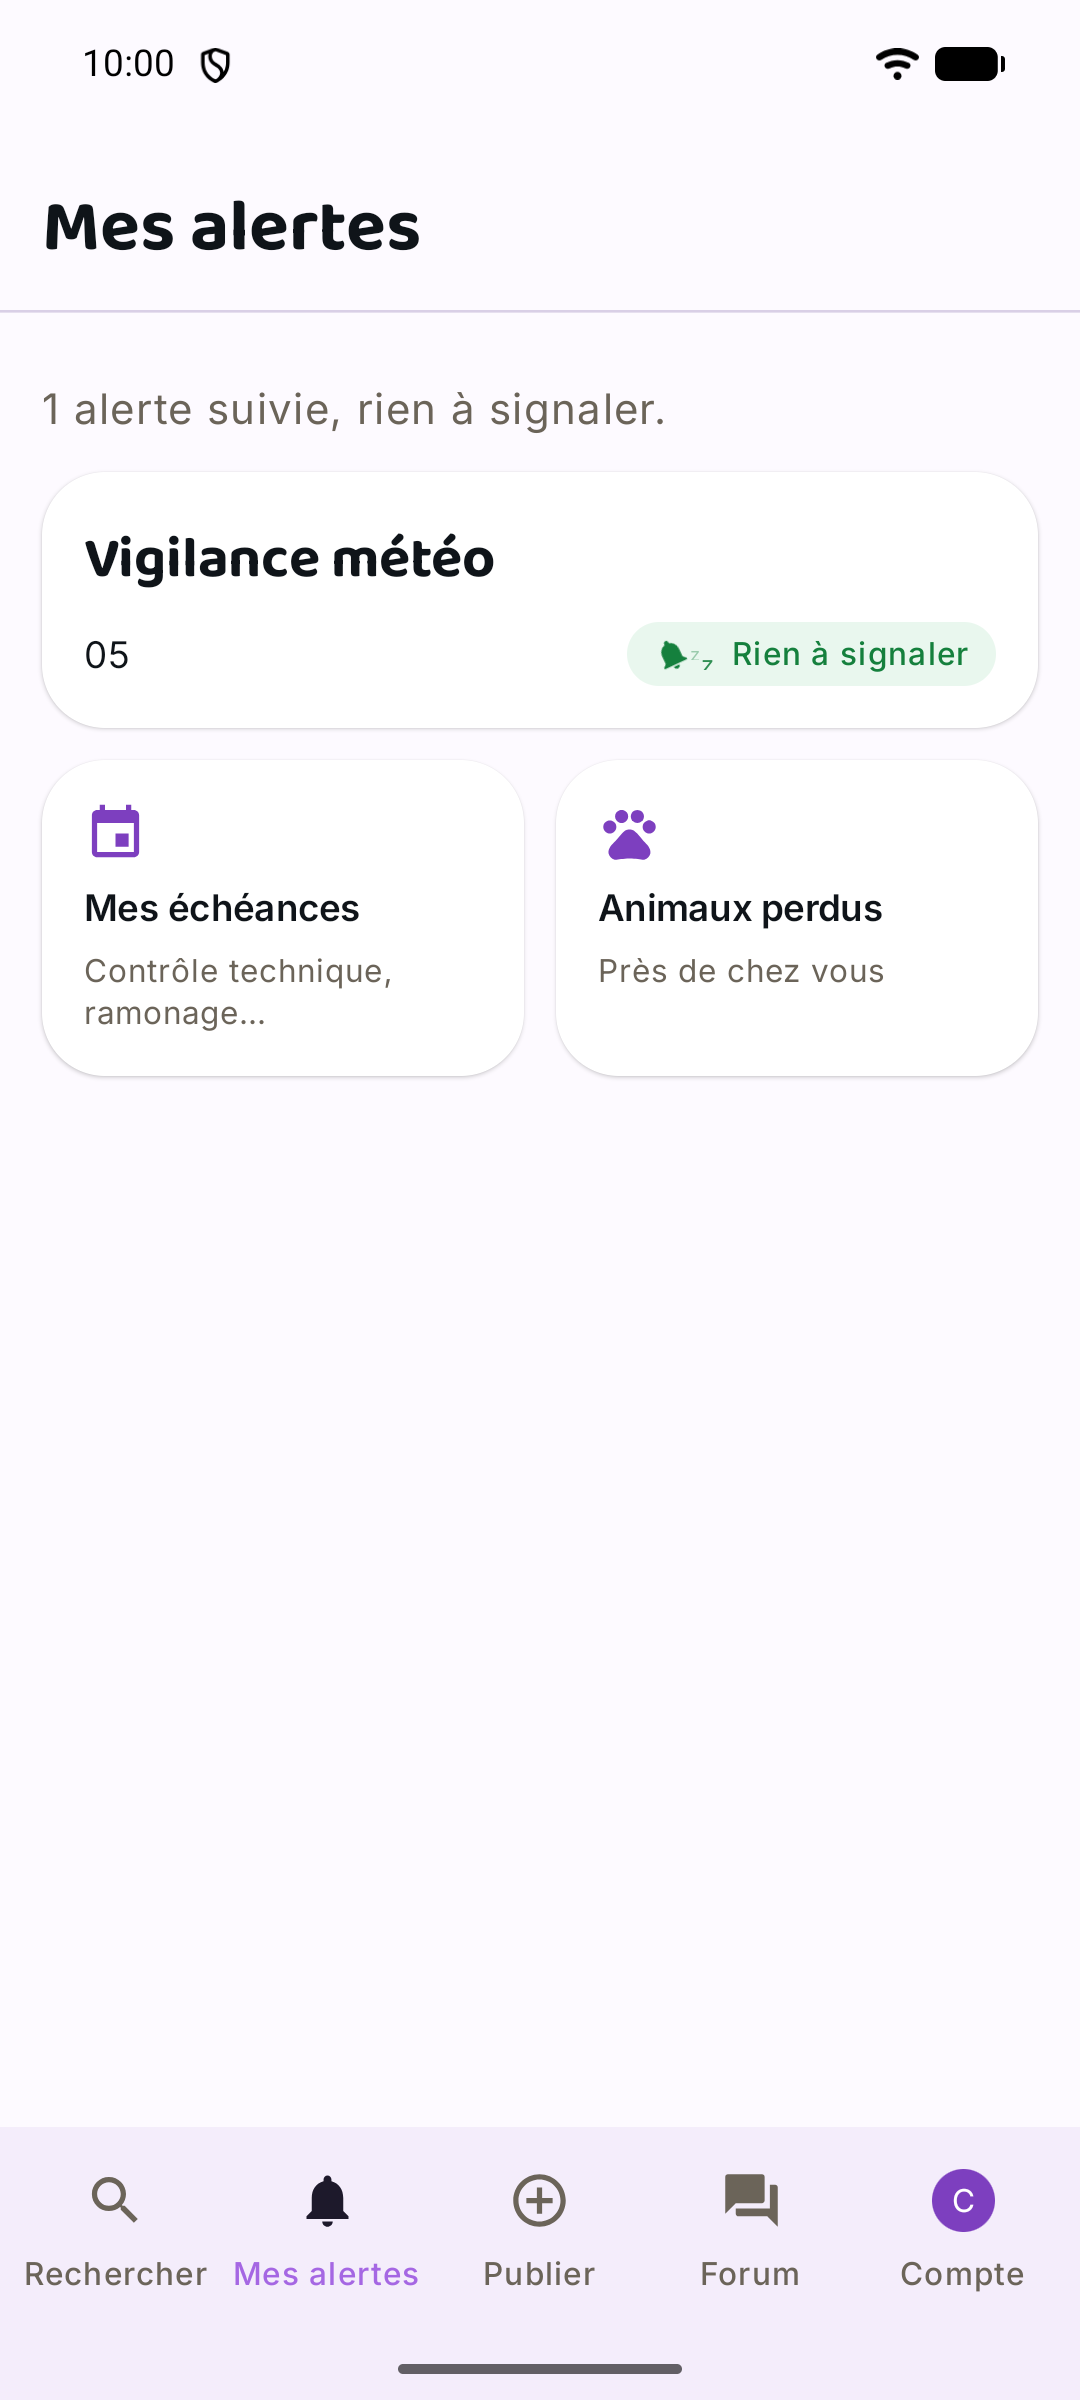 10:00
Mes alertes
1 alerte suivie, rien à signaler.
Vigilance météo
05
z z Rien à signaler
Mes échéances
Animaux perdus
Contrôle technique,
ramonage...
Près de chez vous
C
Rechercher
Mes alertes
Publier
Forum
Compte